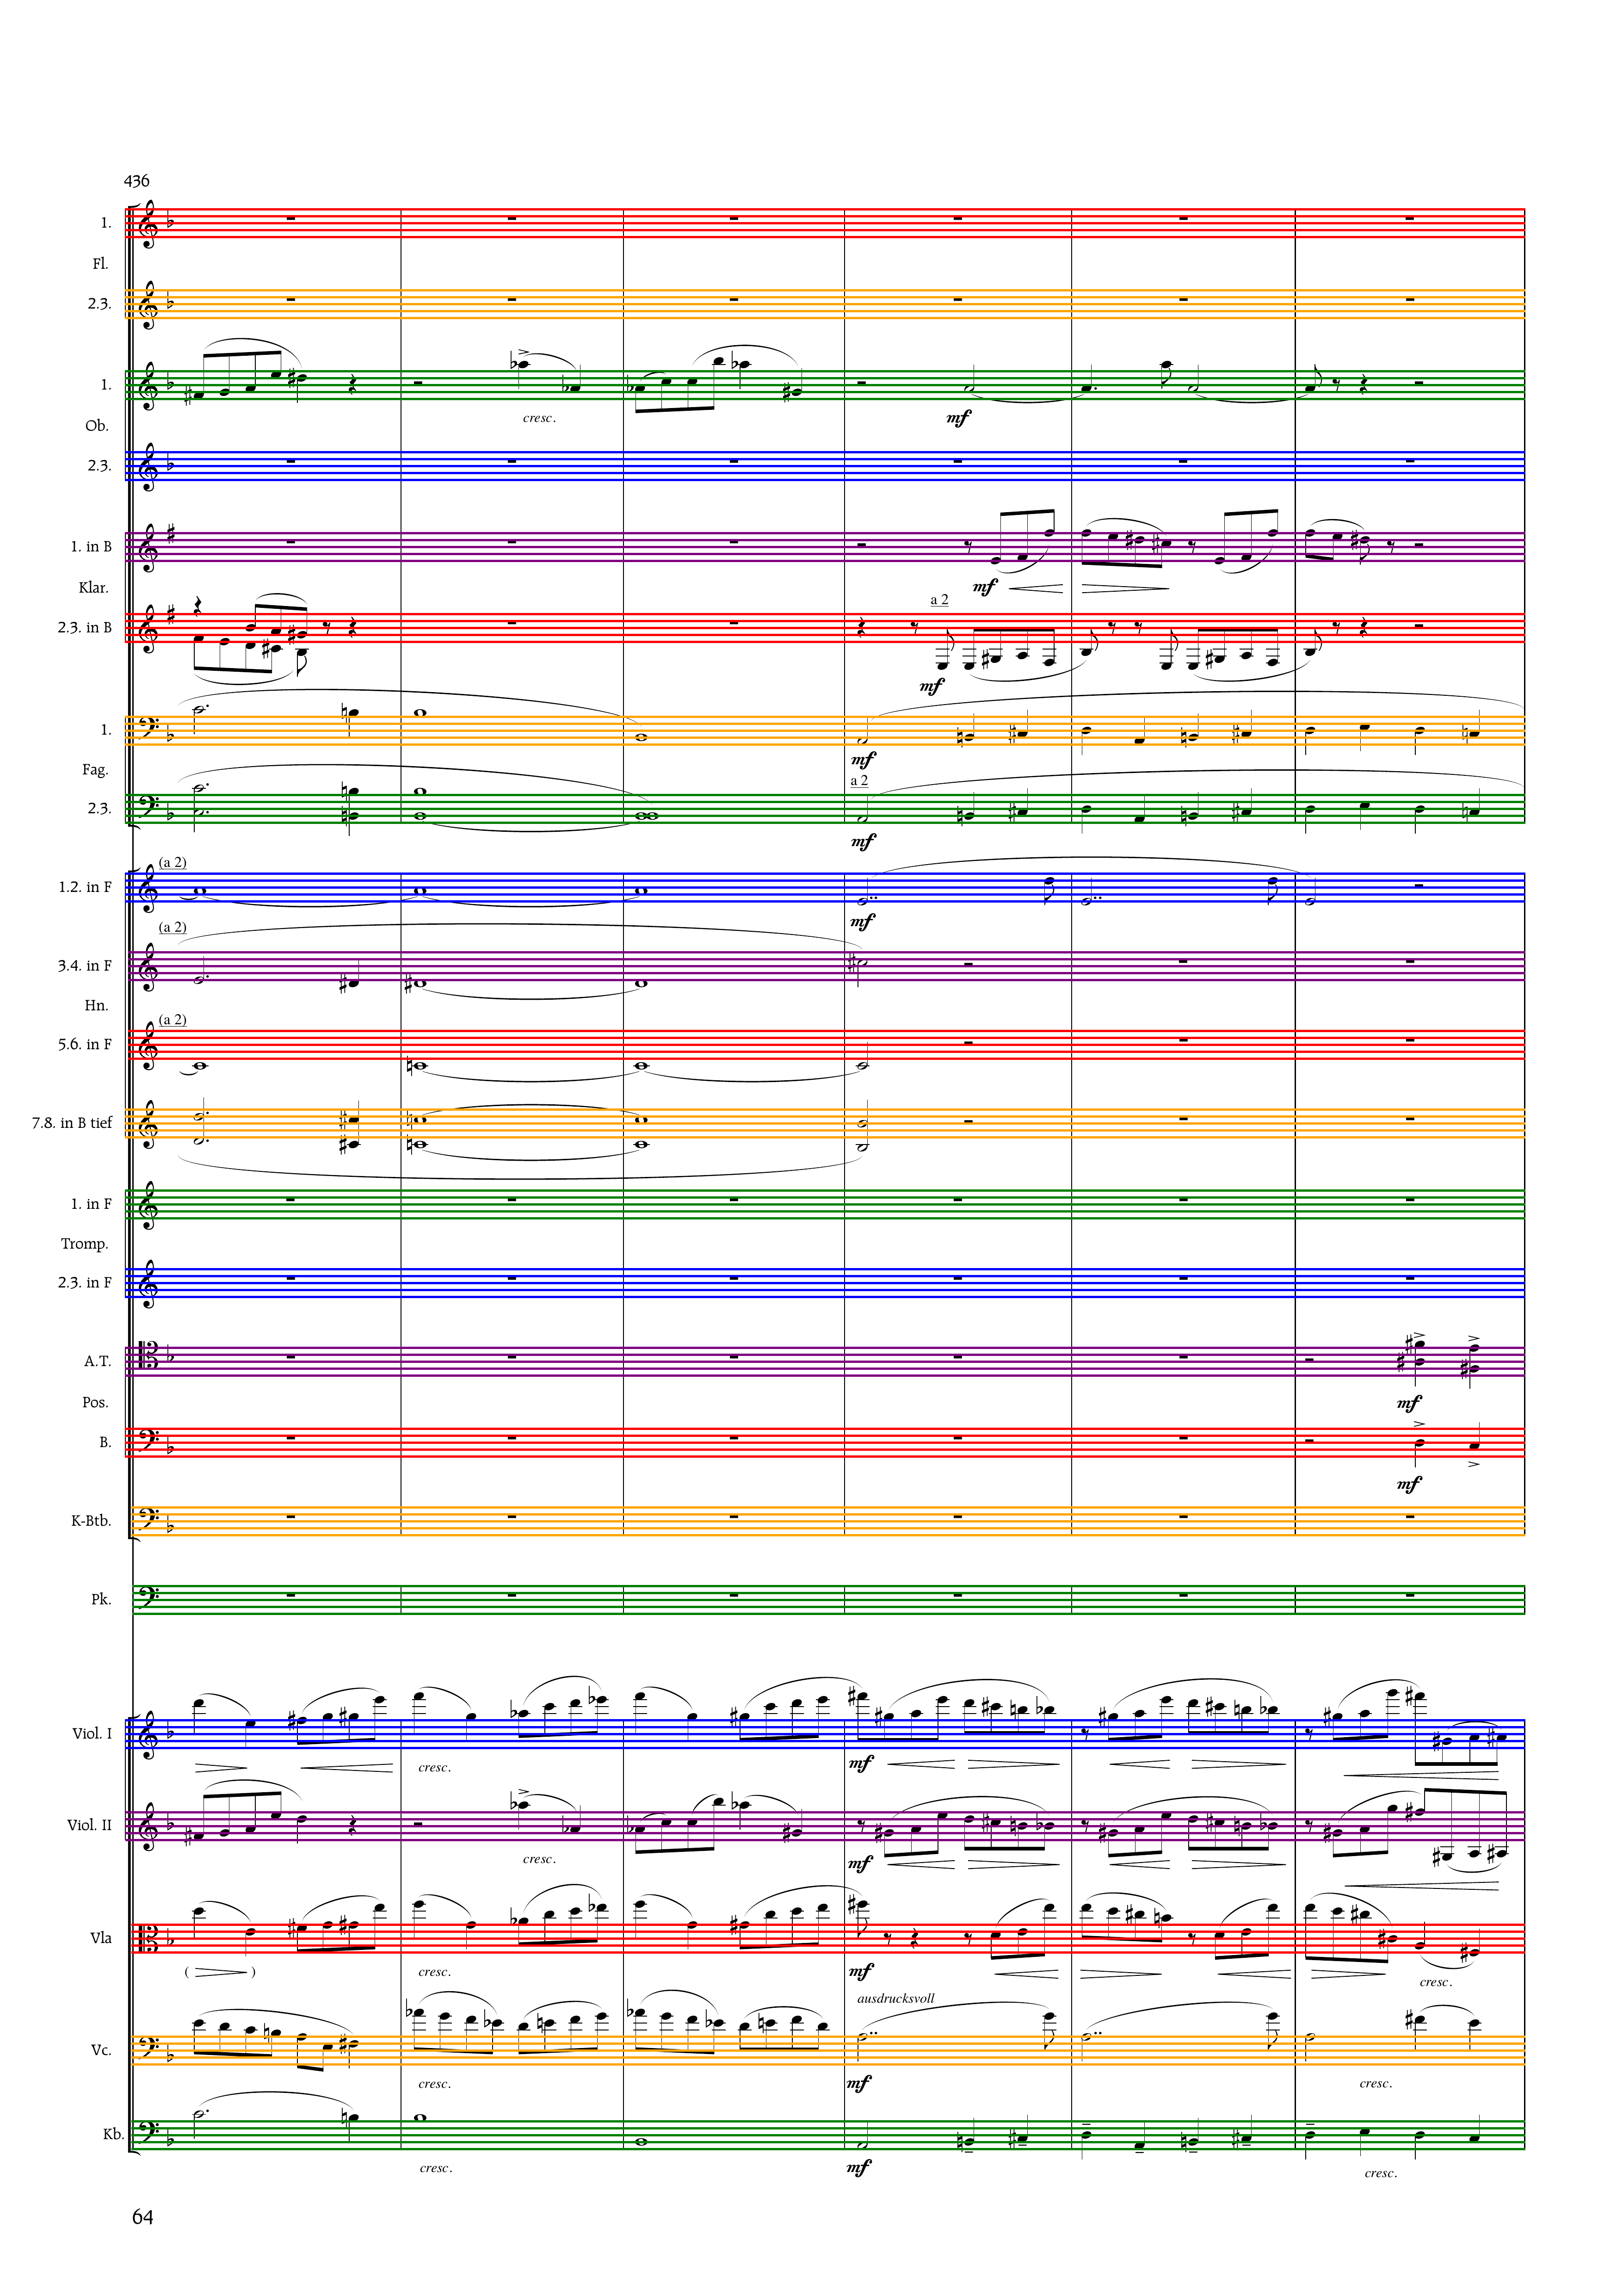 436
1.
Fl.
2.3.
1.
cresc.
Ob.
mf
2.3.
1. in B
Klar.
mf
a 2
2.3. in B
mf
1.
mf
Fag.
a 2
2.3.
mf
(a 2)
1.2. in F
mf
(a 2)
3.4. in F
Hn.
(a 2)
5.6. in F
7.8. in B tief
1. in F
Tromp.
2.3. in F
A.T.
Pos.
mf
B.
mf
K-Btb.
Pk.
Viol. I
cresc.
mf
Viol. II
cresc.
mf
Vla
( )
cresc.
mf
cresc.
ausdrucksvoll
Vc.
cresc.
mf
cresc.
Kb.
cresc.
mf
cresc.
64